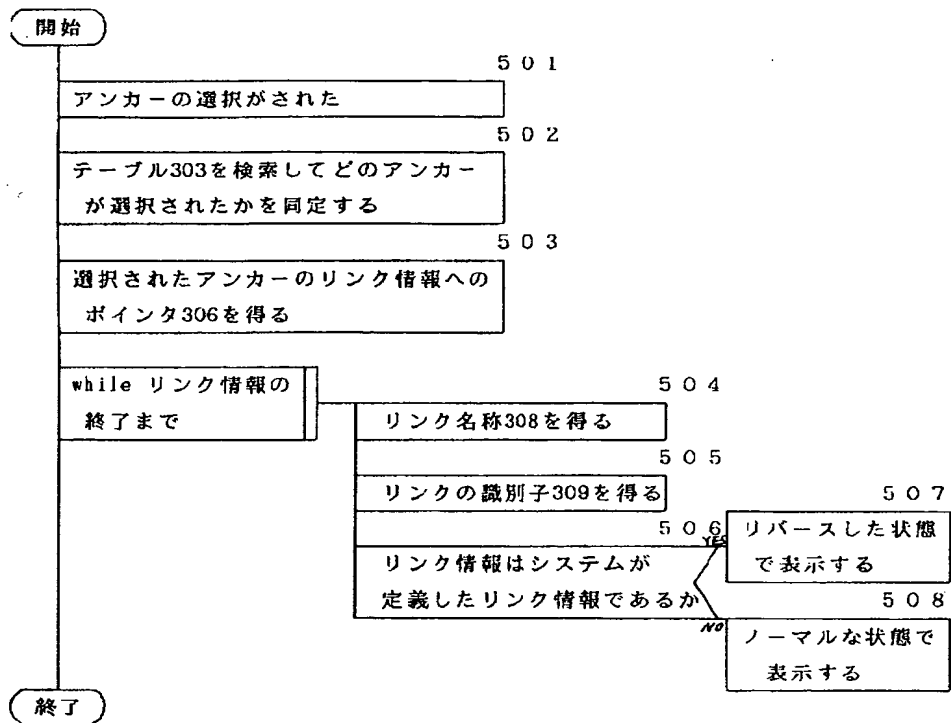 開始
501
アンカーの選択がされた
502
テーブル303を検索してどのアンカー
が選択されたかを同定する
503
選択されたアンカーのリンク情報への
ポインタ306を得る
while リンク情報の
終了まで
504
リンク名称308を得る
505
リンクの識別子309を得る
506
リンク情報はシステムが
定義したリンク情報であるか
YES
507
リバースした状態
で表示する
NO
508
ノーマルな状態で
表示する
終了